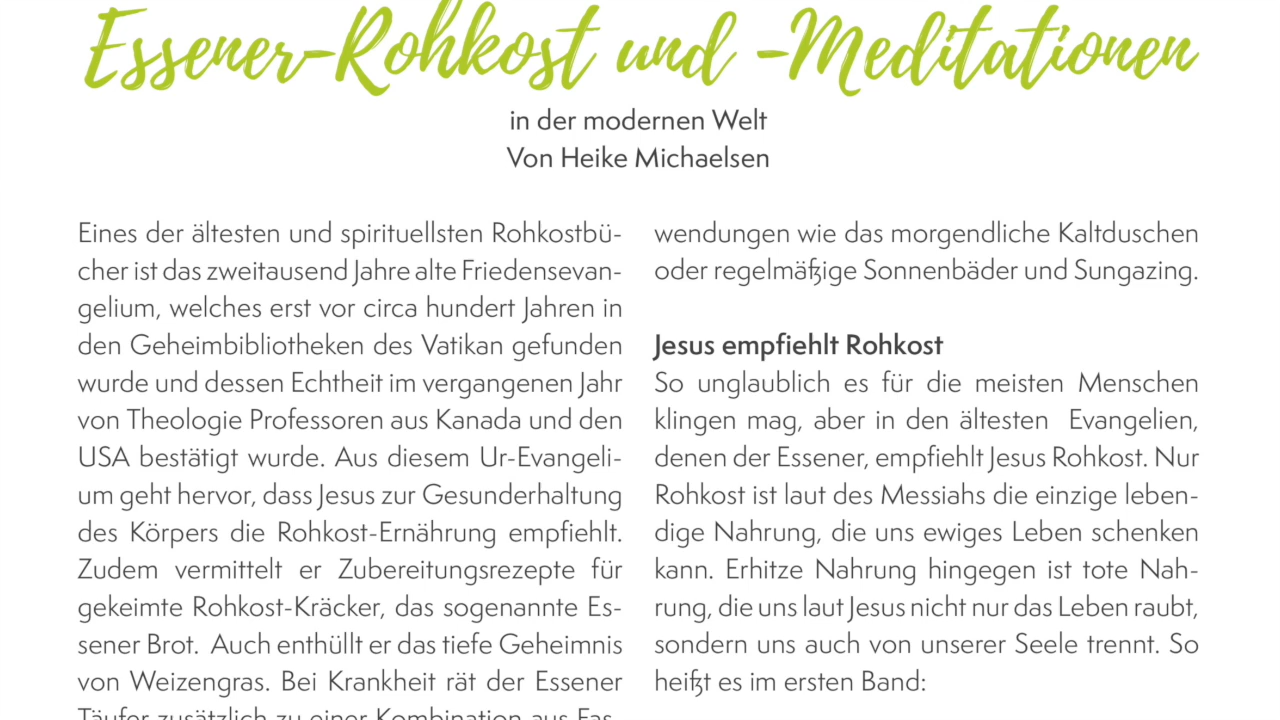 Essener-Rohkost und -Meditationen
in der modernen Welt
Von Heike Michaelsen
Eines der ältesten und spirituellsten Rohkostbü-
cher ist das zweitausend Jahre alte Friedensevan-
gelium, welches erst vor circa hundert Jahren in
den Geheimbibliotheken des Vatikan gefunden
wurde und dessen Echtheit im vergangenen Jahr
von Theologie Professoren aus Kanada und den
USA bestätigt wurde. Aus diesem Ur-Evangeli-
um geht hervor, dass Jesus zur Gesunderhaltung
des Körpers die Rohkost-Ernährung empfiehlt.
Zudem vermittelt er Zubereitungsrezepte für
gekeimte Rohkost-Kräcker, das sogenannte Es-
sener Brot. Auch enthüllt er das tiefe Geheimnis
von Weizengras. Bei Krankheit rät der Essener
Täufer zusätzlich zu einer Kombination aus Fas-
wendungen wie das morgendliche Kaltduschen
oder regelmäßige Sonnenbäder und Sungazing.
Jesus empfiehlt Rohkost
So unglaublich es für die meisten Menschen
klingen mag, aber in den ältesten Evangelien,
denen der Essener, empfiehlt Jesus Rohkost. Nur
Rohkost ist laut des Messiahs die einzige leben-
dige Nahrung, die uns ewiges Leben schenken
kann. Erhitze Nahrung hingegen ist tote Nah-
rung, die uns laut Jesus nicht nur das Leben raubt,
sondern uns auch von unserer Seele trennt. So
heißt es im ersten Band: